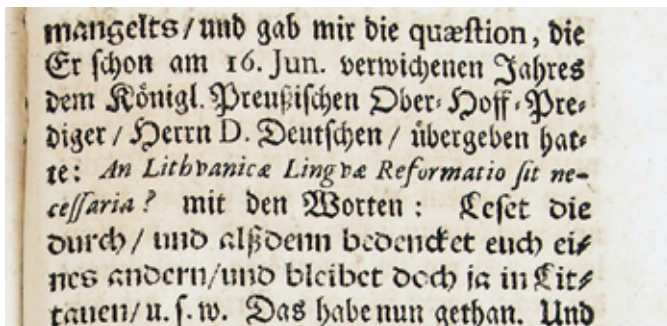 mangelts/und gab mir die quæstion, die
Er schon am 16. Jun. verwichenen Jahres
dem Königl. Preußischen Ober-Hoff-Pre-
diger / Herrn D. Deutschen / übergeben hat-
te: An Lithvanicæ Lingvæ Reformatio sit ne-
cessaria? mit den Worten: Leset die
durch / und alßdenn bedencket euch ei-
nes andern/und bleibet doch ja in Lit-
tauen/ u. s. w. Das habe nun gethan. Und